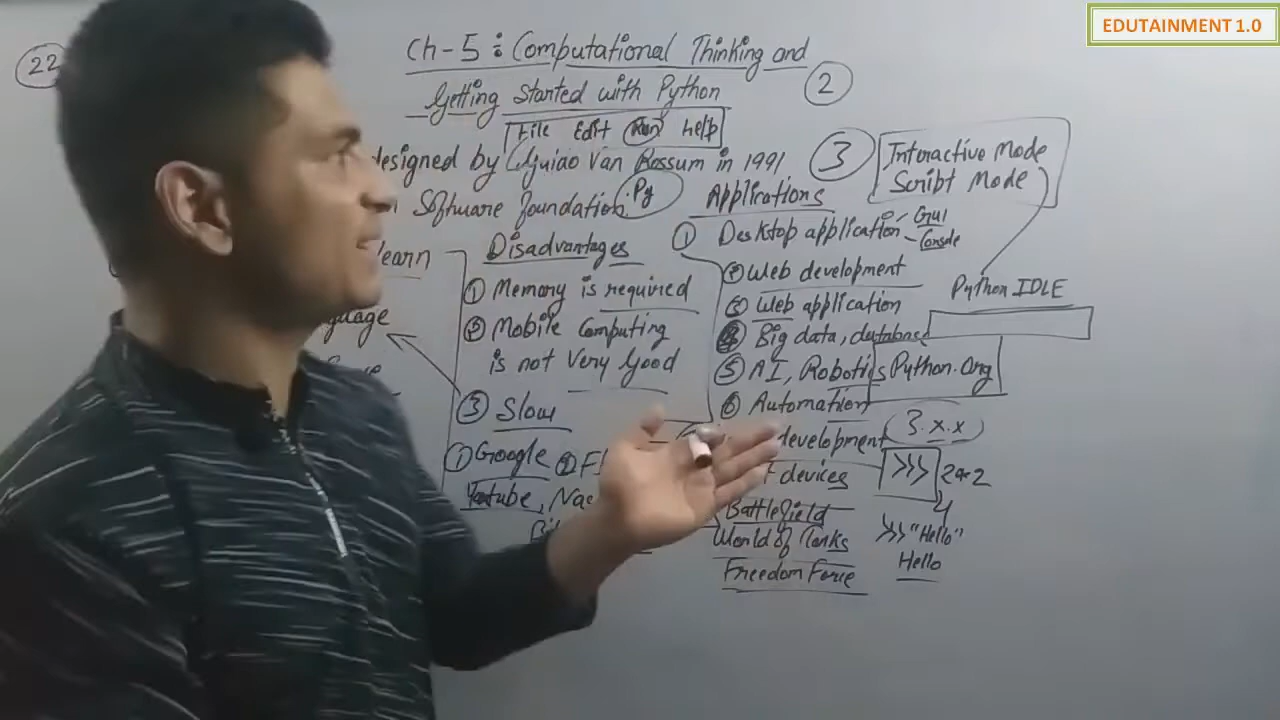 EDUTAINMENT 1.0
22
Ch-5 : Computational Thinking and
Getting Started with Python
2
File Edit Run Help
designed by Guiao Van Rossum in 1991
Software foundation. Py
learn
Disadvantages
① Memory is required
② Mobile Computing
is not Very Good
③ Slow
① Google ②
Youtube,
Applications
① Desktop application - GUI
- Console
② Web development
③ Web application
④ Big data, database
⑤ AI, Robotics
⑥ Automation
development
devices
Battlefield
World of Tanks
Freedom Force
3
Interactive Mode
Script Mode
Python IDLE
Python.Org
3.x.x
>>> 2**2
4
>>> "Hello"
Hello